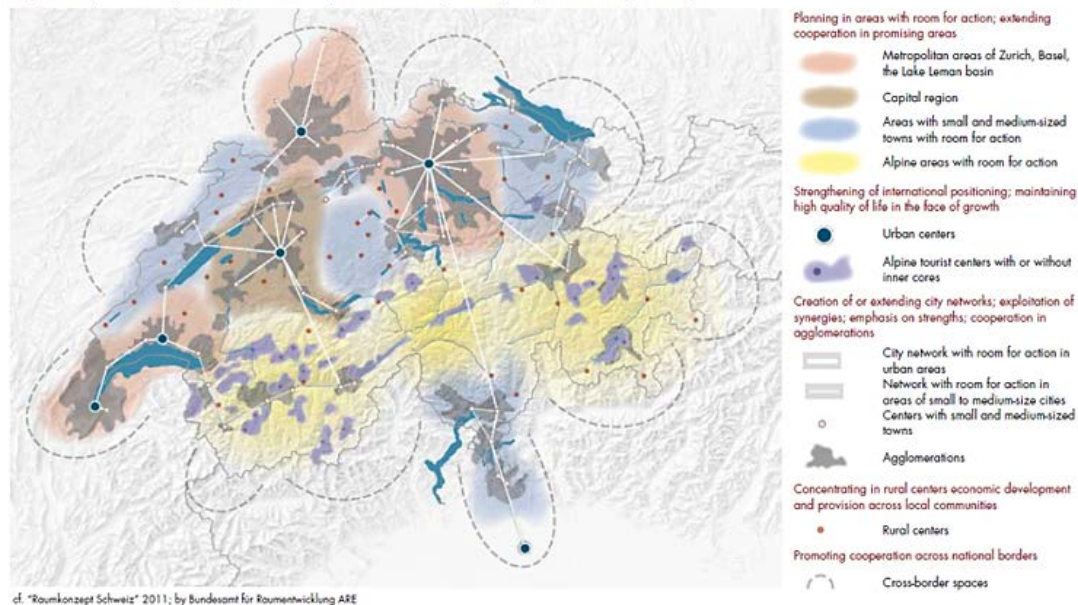 Planning in areas with room for action; extending
cooperation in promising areas
Metropolitan areas of Zurich, Basel,
the Lake Leman basin
Capital region
Areas with small and medium-sized
towns with room for action
Alpine areas with room for action
Strengthening of international positioning; maintaining
high quality of life in the face of growth
Urban centers
Alpine tourist centers with or without
inner cores
Creation of or extending city networks; exploitation of
synergies; emphasis on strengths; cooperation in
agglomerations
City network with room for action in
urban areas
Network with room for action in
areas of small to medium-size cities
Centers with small and medium-sized
towns
Agglomerations
Concentrating in rural centers economic development
and provision across local communities
Rural centers
Promoting cooperation across national borders
Cross-border spaces
cf. "Raumkonzept Schweiz" 2011; by Bundesamt für Raumentwicklung ARE